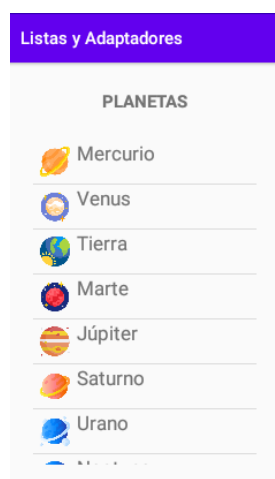 Listas y Adaptadores
PLANETAS
Mercurio
Venus
Tierra
Marte
Júpiter
Saturno
Urano